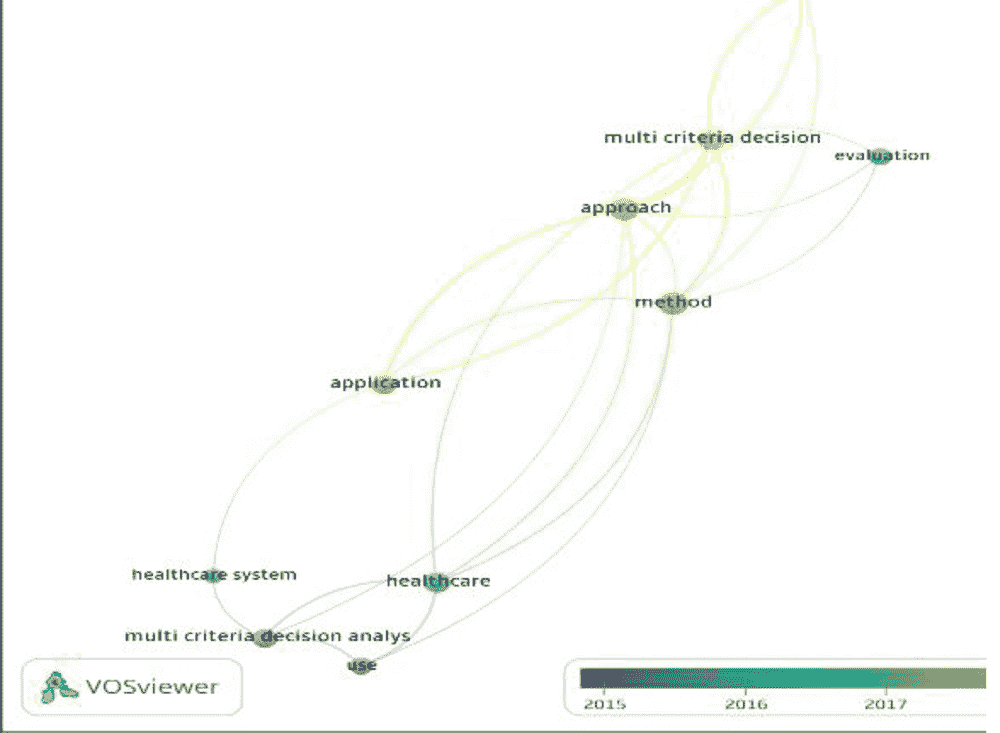 multi criteria decision
evaluation
approach
method
application
healthcare system
healthcare
multi criteria decision analys
use
VOSviewer
2015 2016 2017